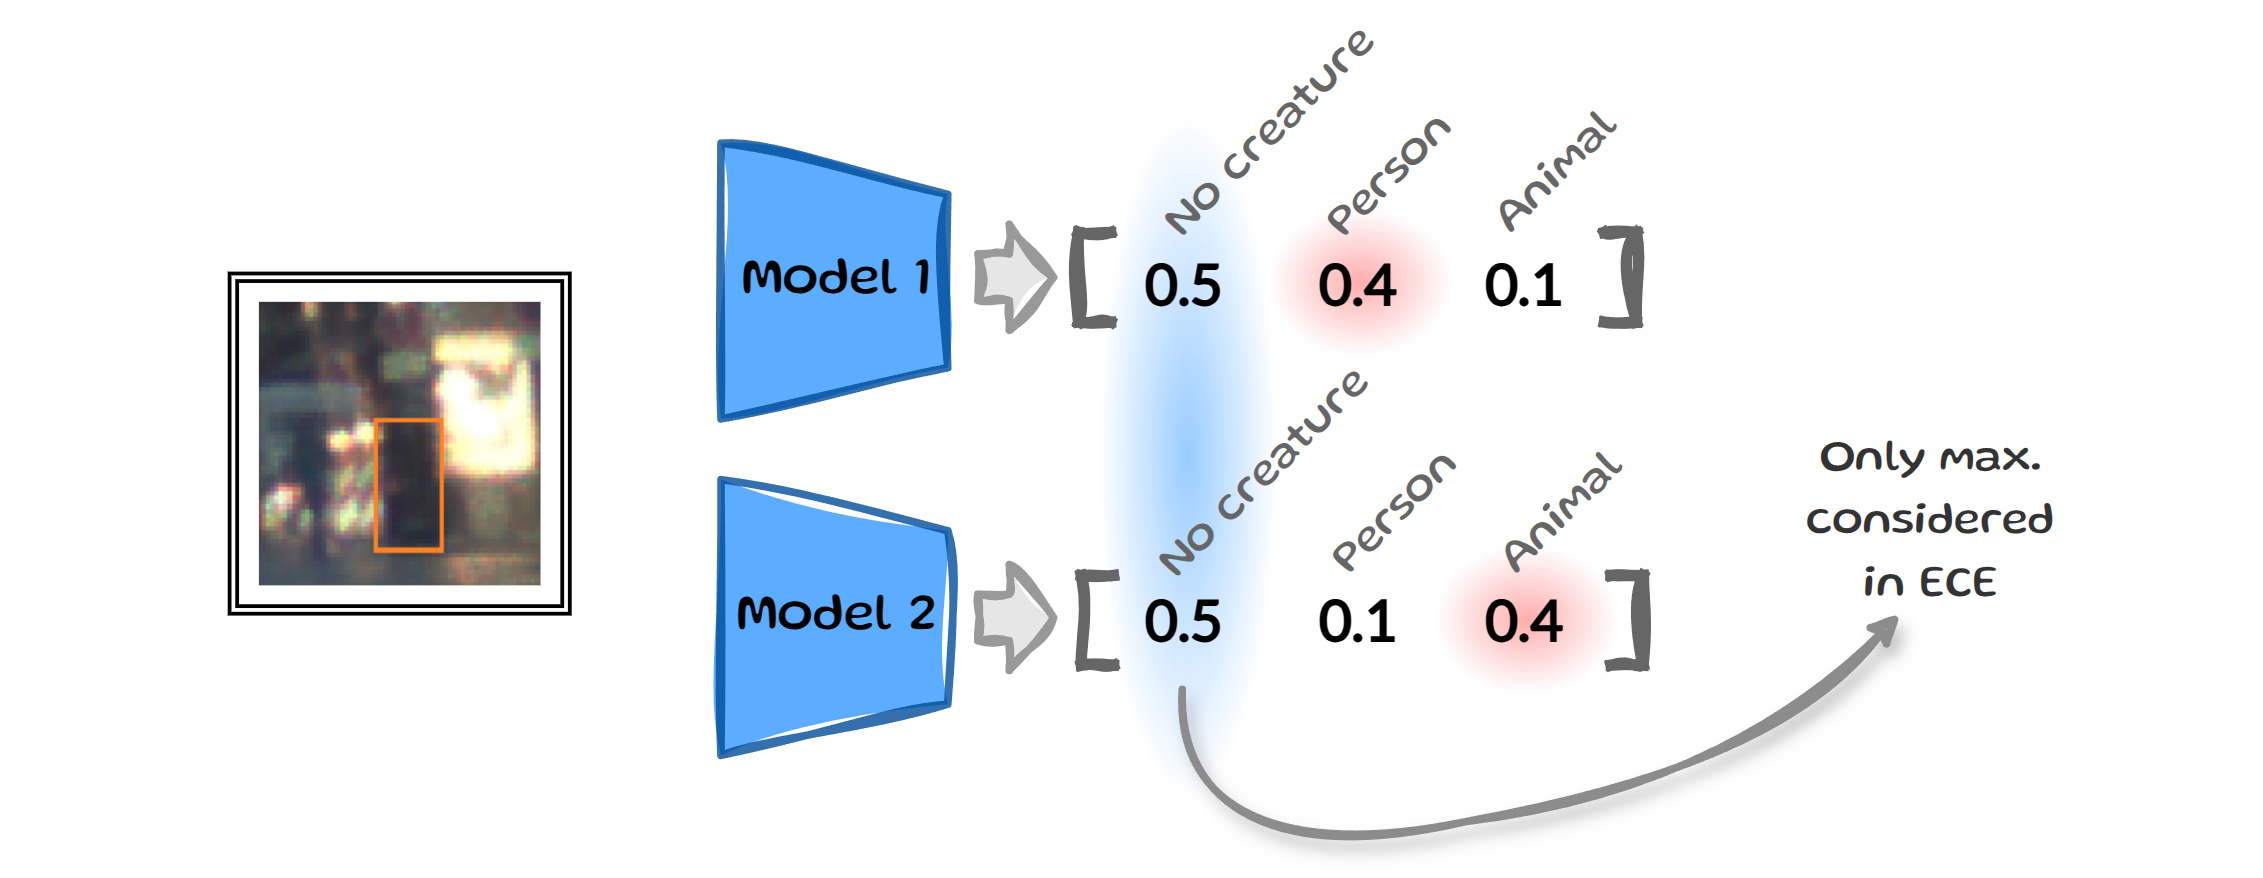 No creature Person Animal
Model 1
0.5 0.4 0.1
No creature Person Animal
Model 2
0.5 0.1 0.4
Only max.
considered
in ECE